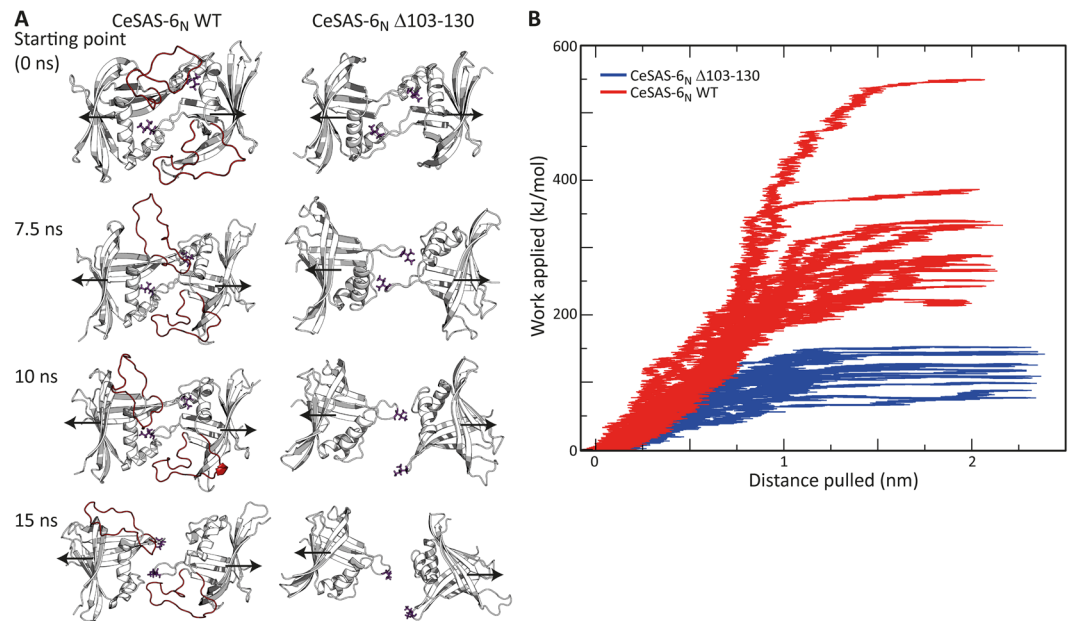 A
CeSAS-6N WT
CeSAS-6N Δ103-130
Starting point
(0 ns)
7.5 ns
10 ns
15 ns
B
600
400
200
0
CeSAS-6N Δ103-130
CeSAS-6N WT
Work applied (kJ/mol)
0
1
2
Distance pulled (nm)